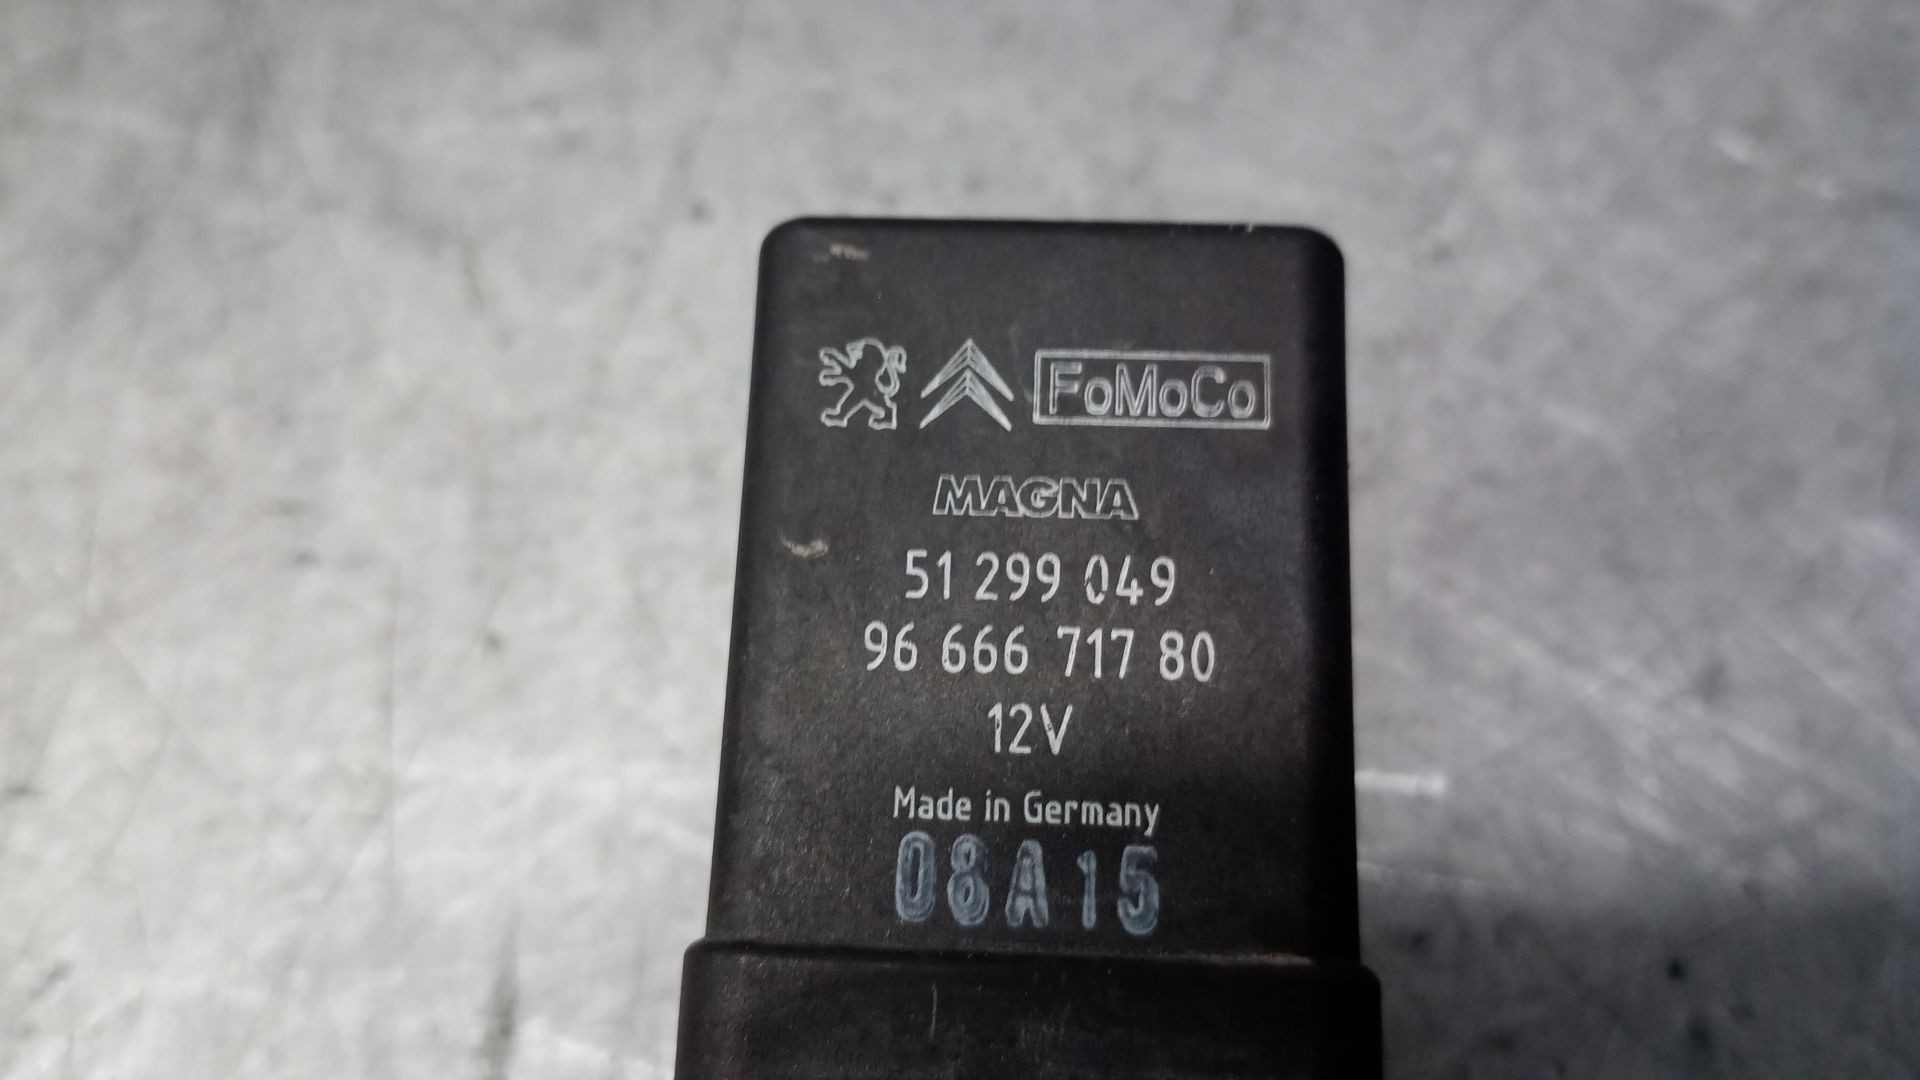 FoMoCo
MAGNA
51 299 049
96 666 717 80
12V
Made in Germany
08A15